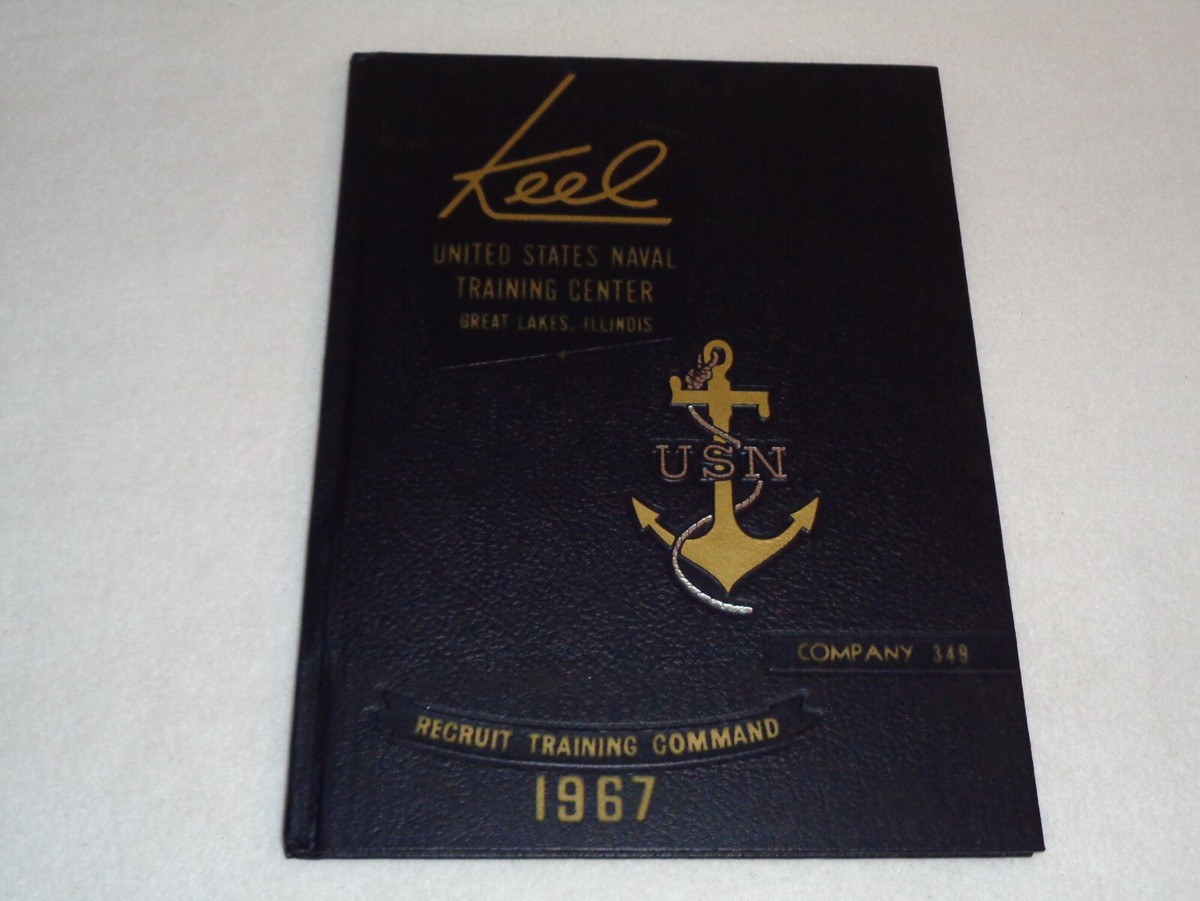 Keel
UNITED STATES NAVAL
TRAINING CENTER
GREAT LAKES, ILLINOIS
USN
COMPANY 349
RECRUIT TRAINING COMMAND
1967